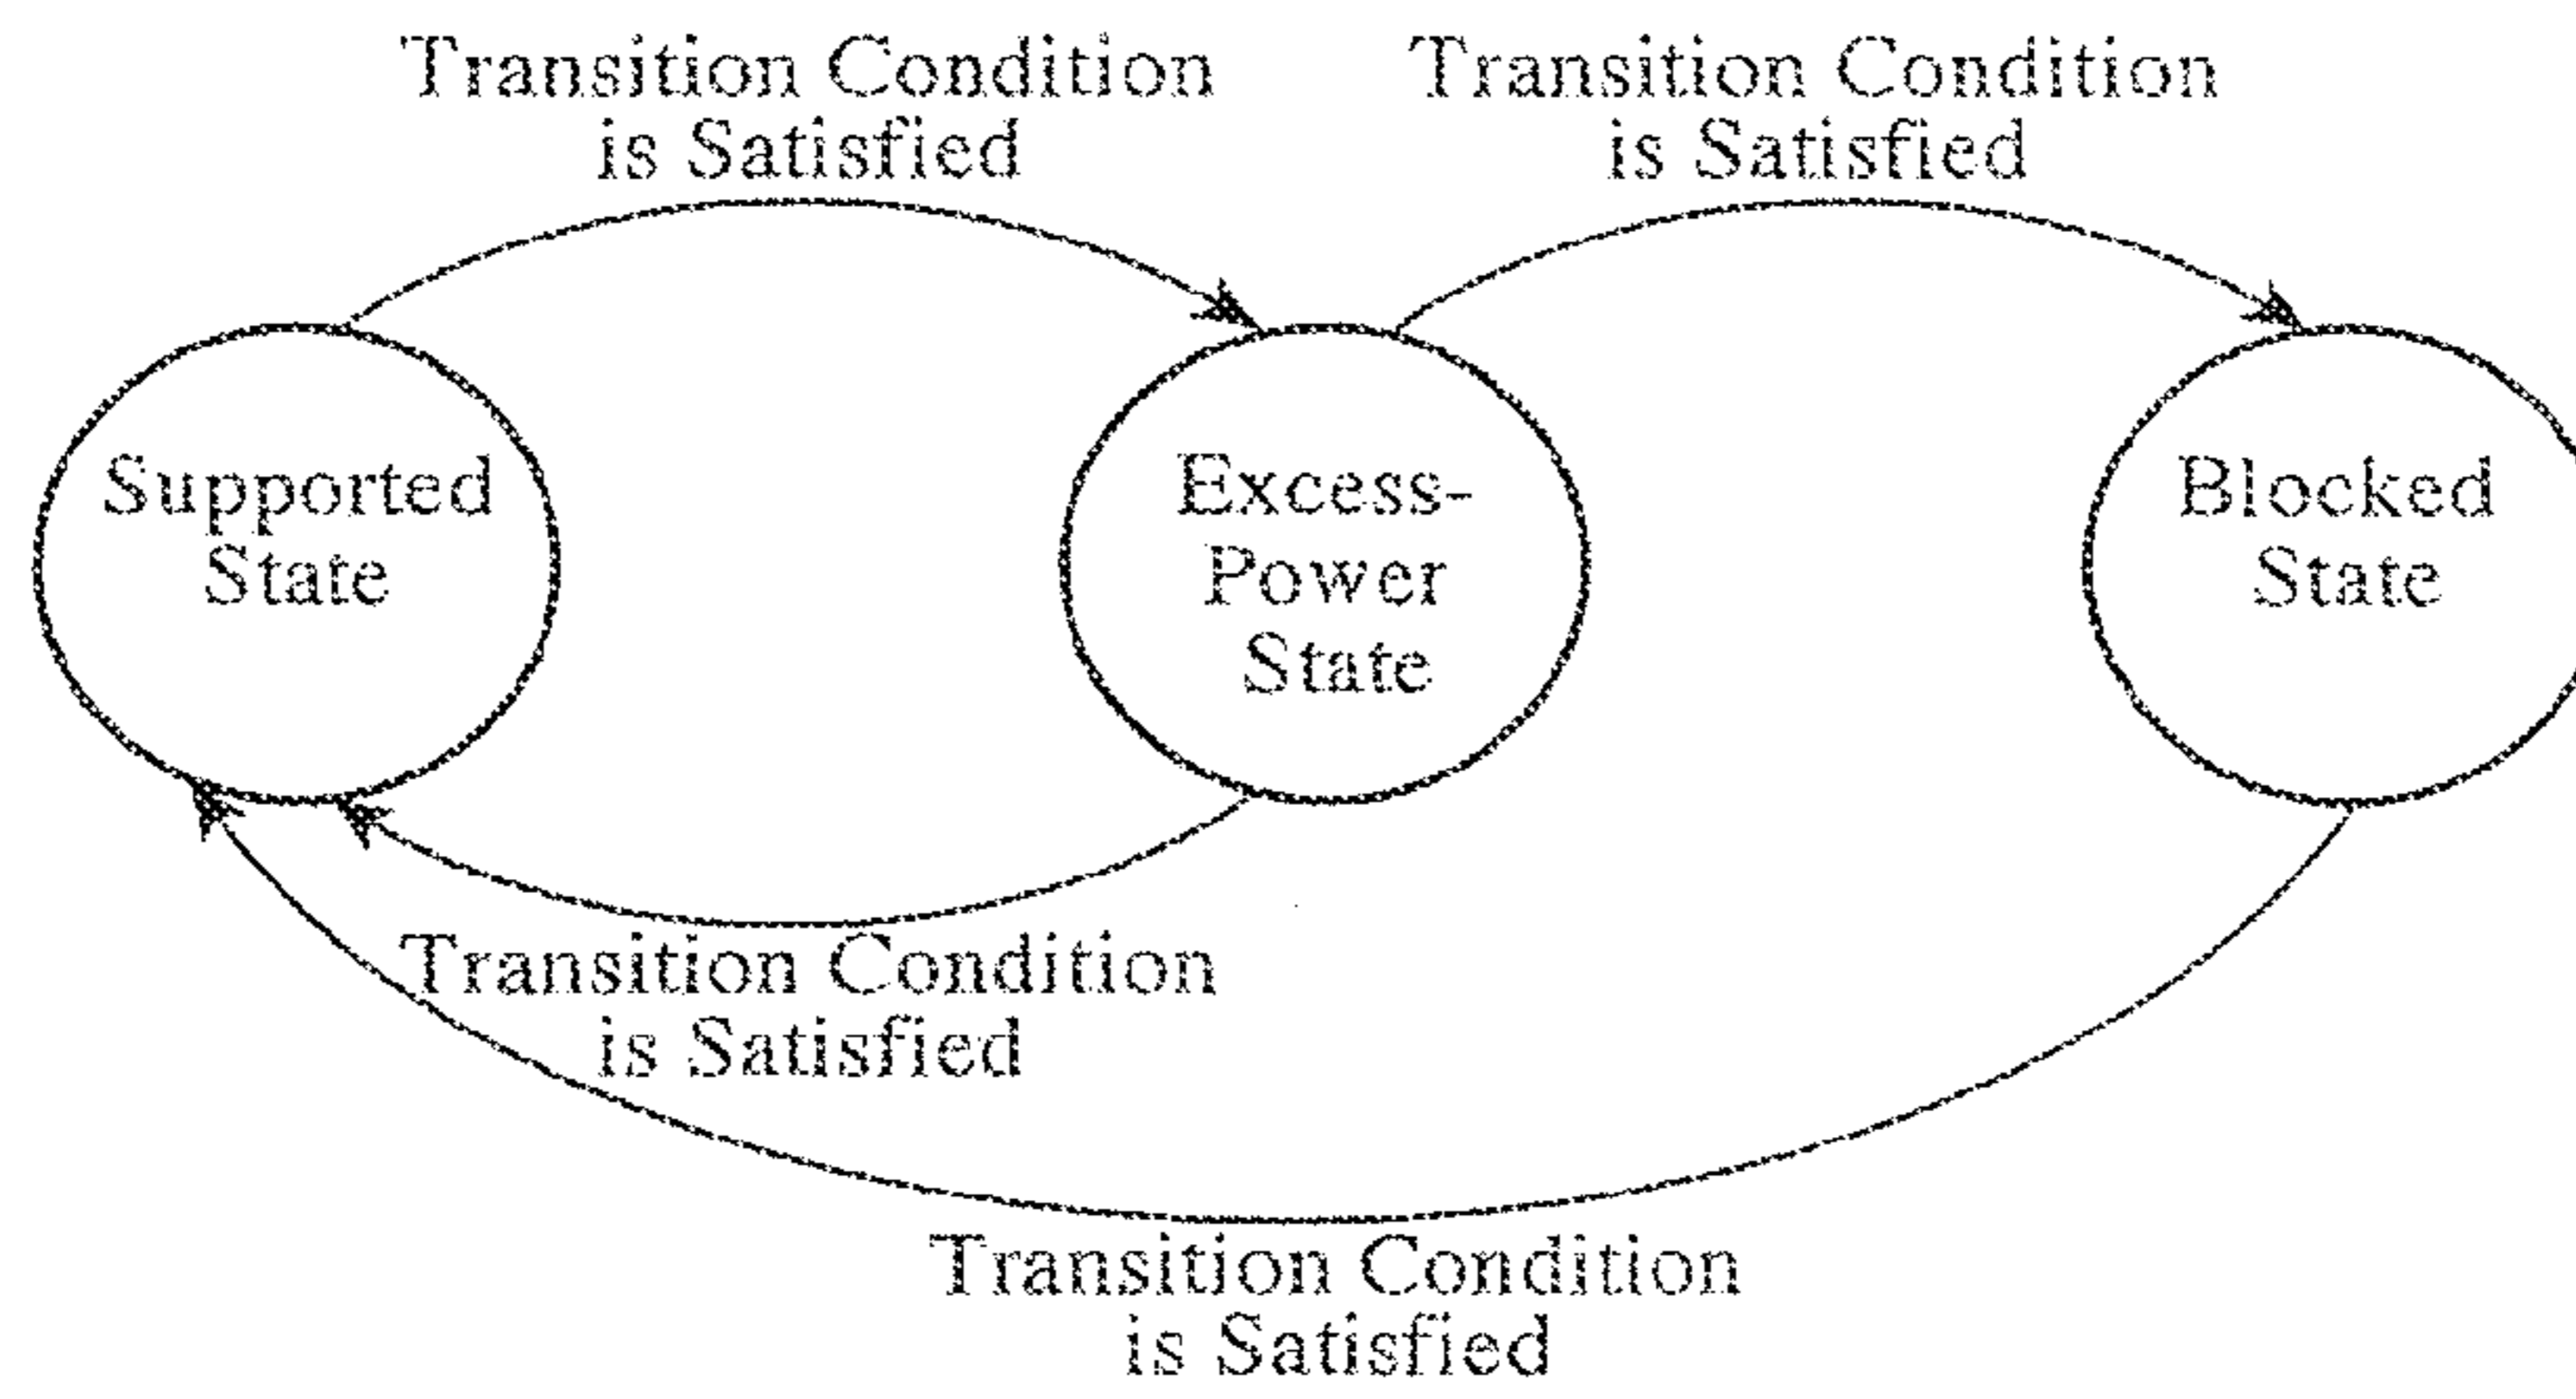 Transition Condition
is Satisfied
Transition Condition
is Satisfied
Supported
State
Excess-
Power
State
Blocked
State
Transition Condition
is Satisfied
Transition Condition
is Satisfied